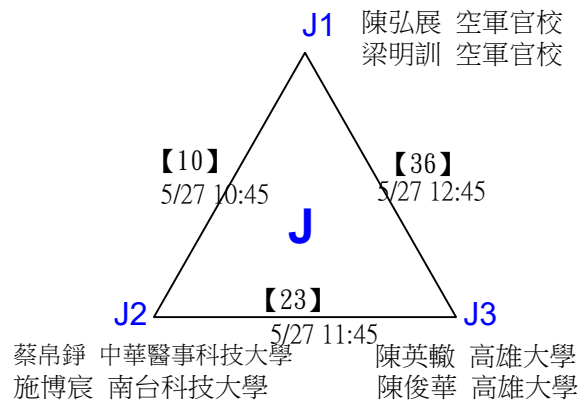 J1
陳弘展 空軍官校
梁明訓 空軍官校
【10】
5/27 10:45
【36】
5/27 12:45
J
【23】
5/27 11:45
J2
J3
蔡帛錚 中華醫事科技大學
施博宸 南台科技大學
陳英轍 高雄大學
陳俊華 高雄大學